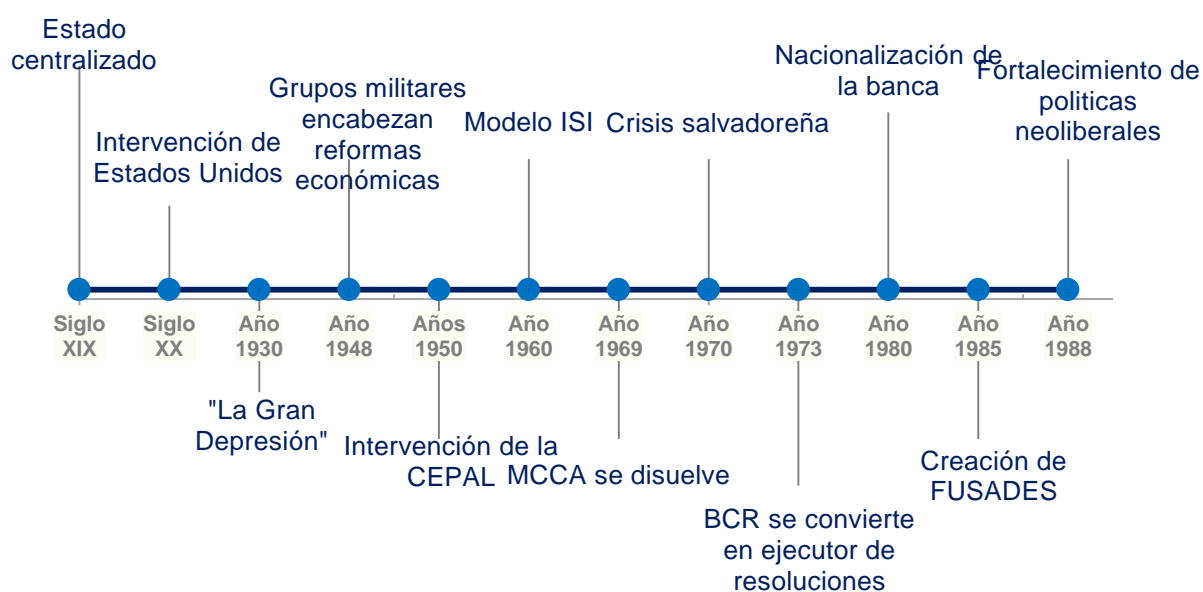 Estado
centralizado
Intervención de
Estados Unidos
Grupos militares
encabezan
reformas
económicas
Modelo ISI
Crisis salvadoreña
Nacionalización de
la banca
Fortalecimiento de
politicas
neoliberales
Siglo
XIX
Siglo
XX
Año
1930
Año
1948
Años
1950
Año
1960
Año
1969
Año
1970
Año
1973
Año
1980
Año
1985
Año
1988
"La Gran
Depresión"
Intervención de la
CEPAL
MCCA se disuelve
BCR se convierte
en ejecutor de
resoluciones
Creación de
FUSADES